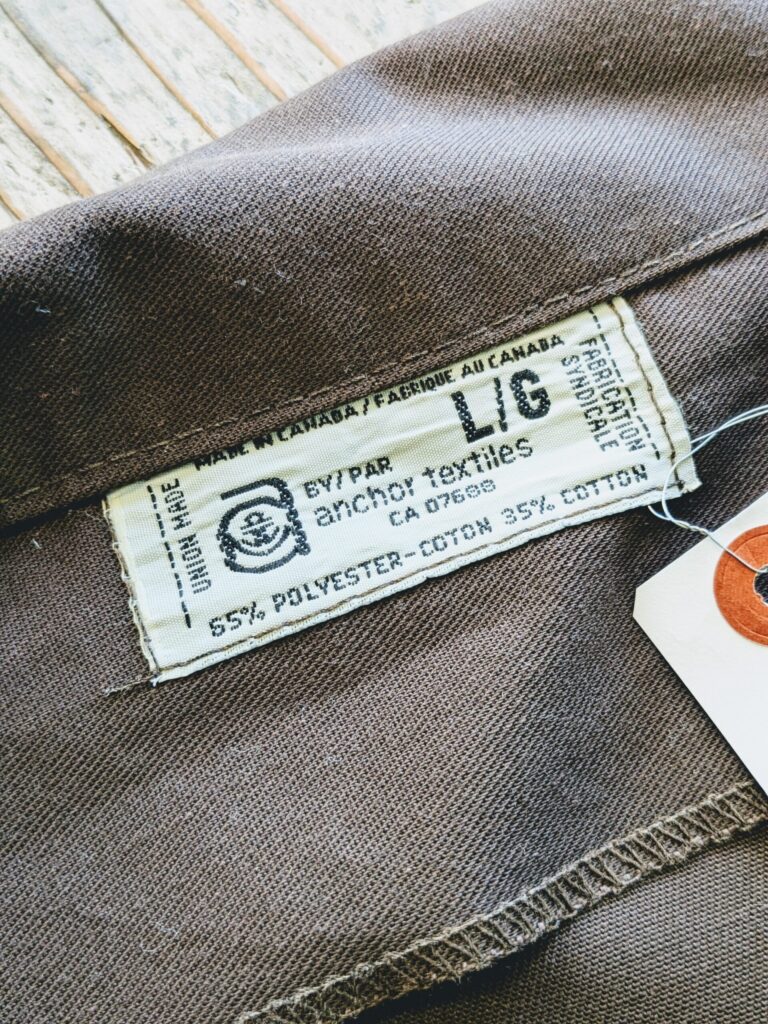 MADE IN CANADA / FABRIQUE AU CANADA
L/G
UNION MADE
BY/PAR
anchor textiles
CA 07688
65% POLYESTER-COTON 35% COTTON
FABRICATION
SYNDICALE